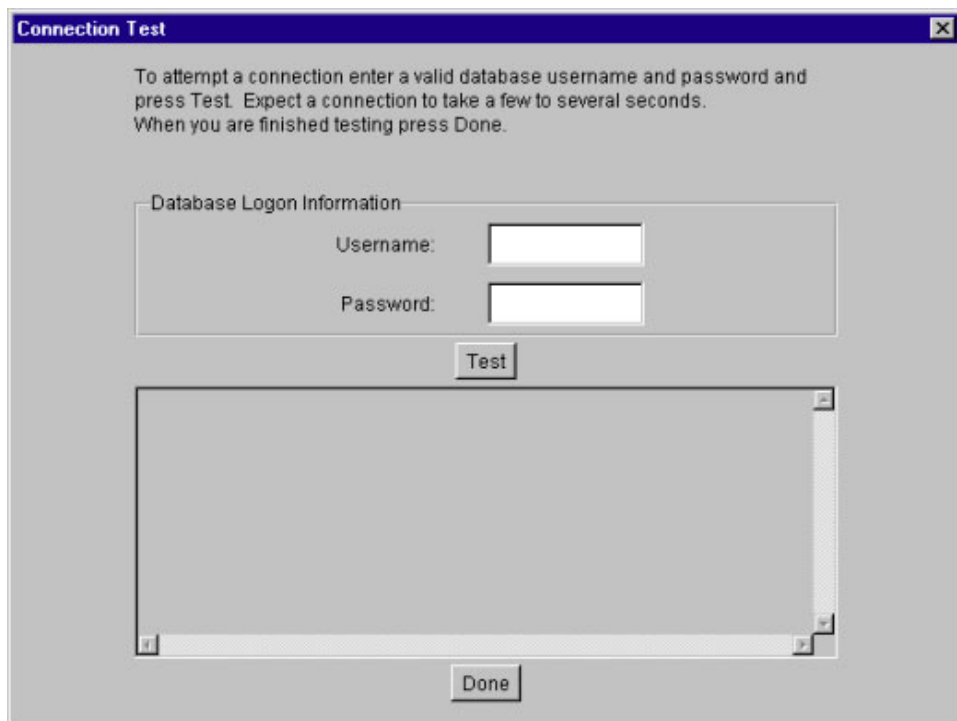 Connection Test
To attempt a connection enter a valid database username and password and
press Test. Expect a connection to take a few to several seconds.
When you are finished testing press Done.
Database Logon Information
Username:
Password:
Test
Done